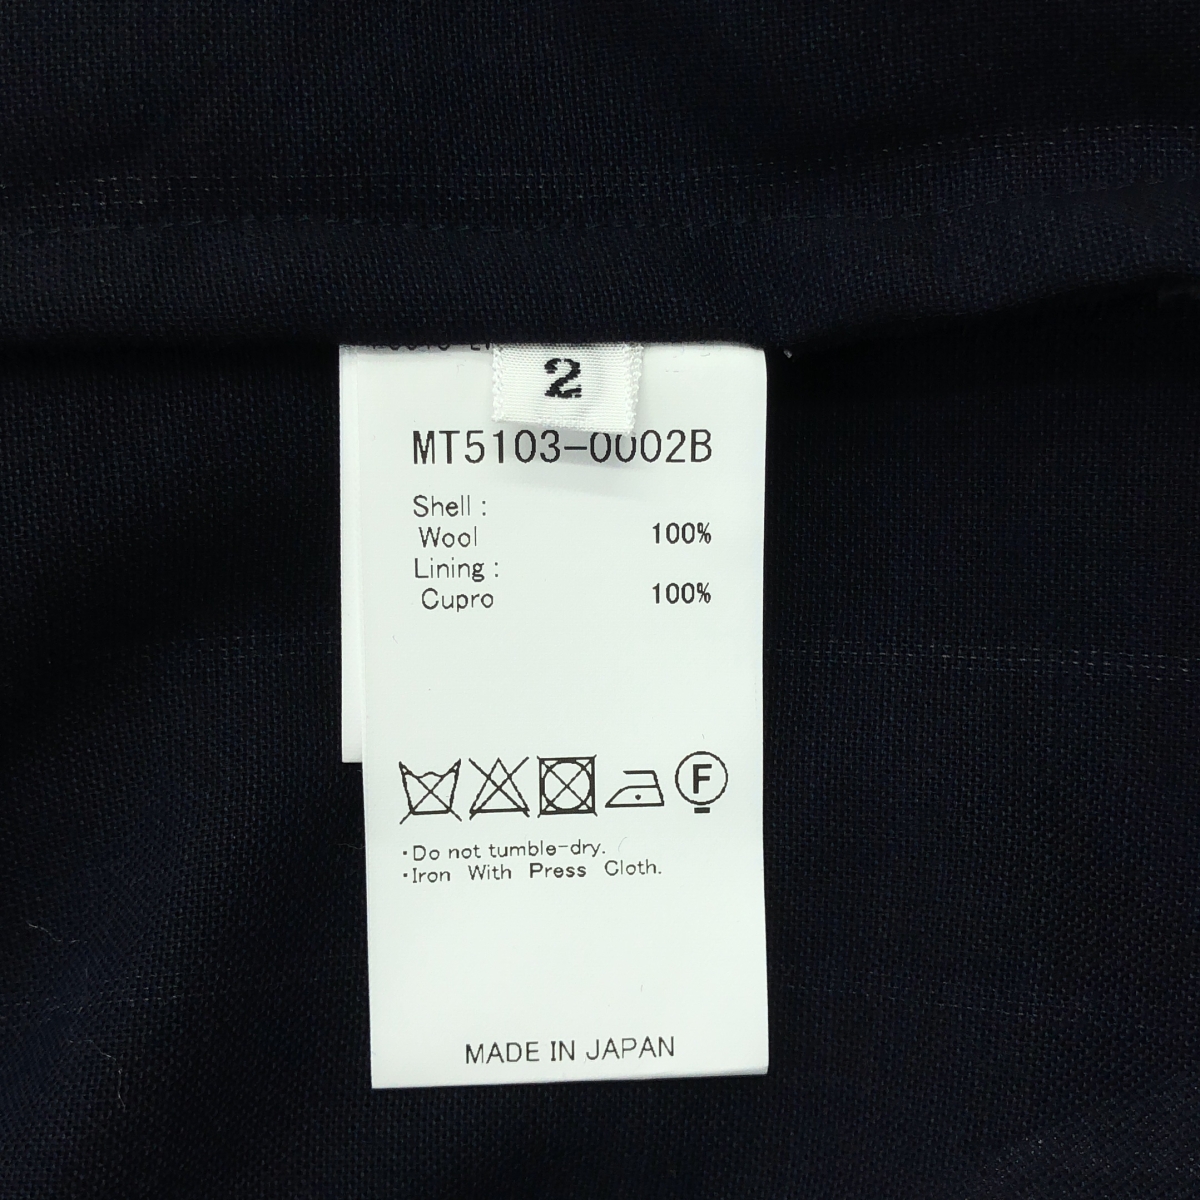 2
MT5103-0002B
Shell :
Wool 100%
Lining :
Cupro 100%
F
・Do not tumble-dry.
・Iron With Press Cloth.
MADE IN JAPAN